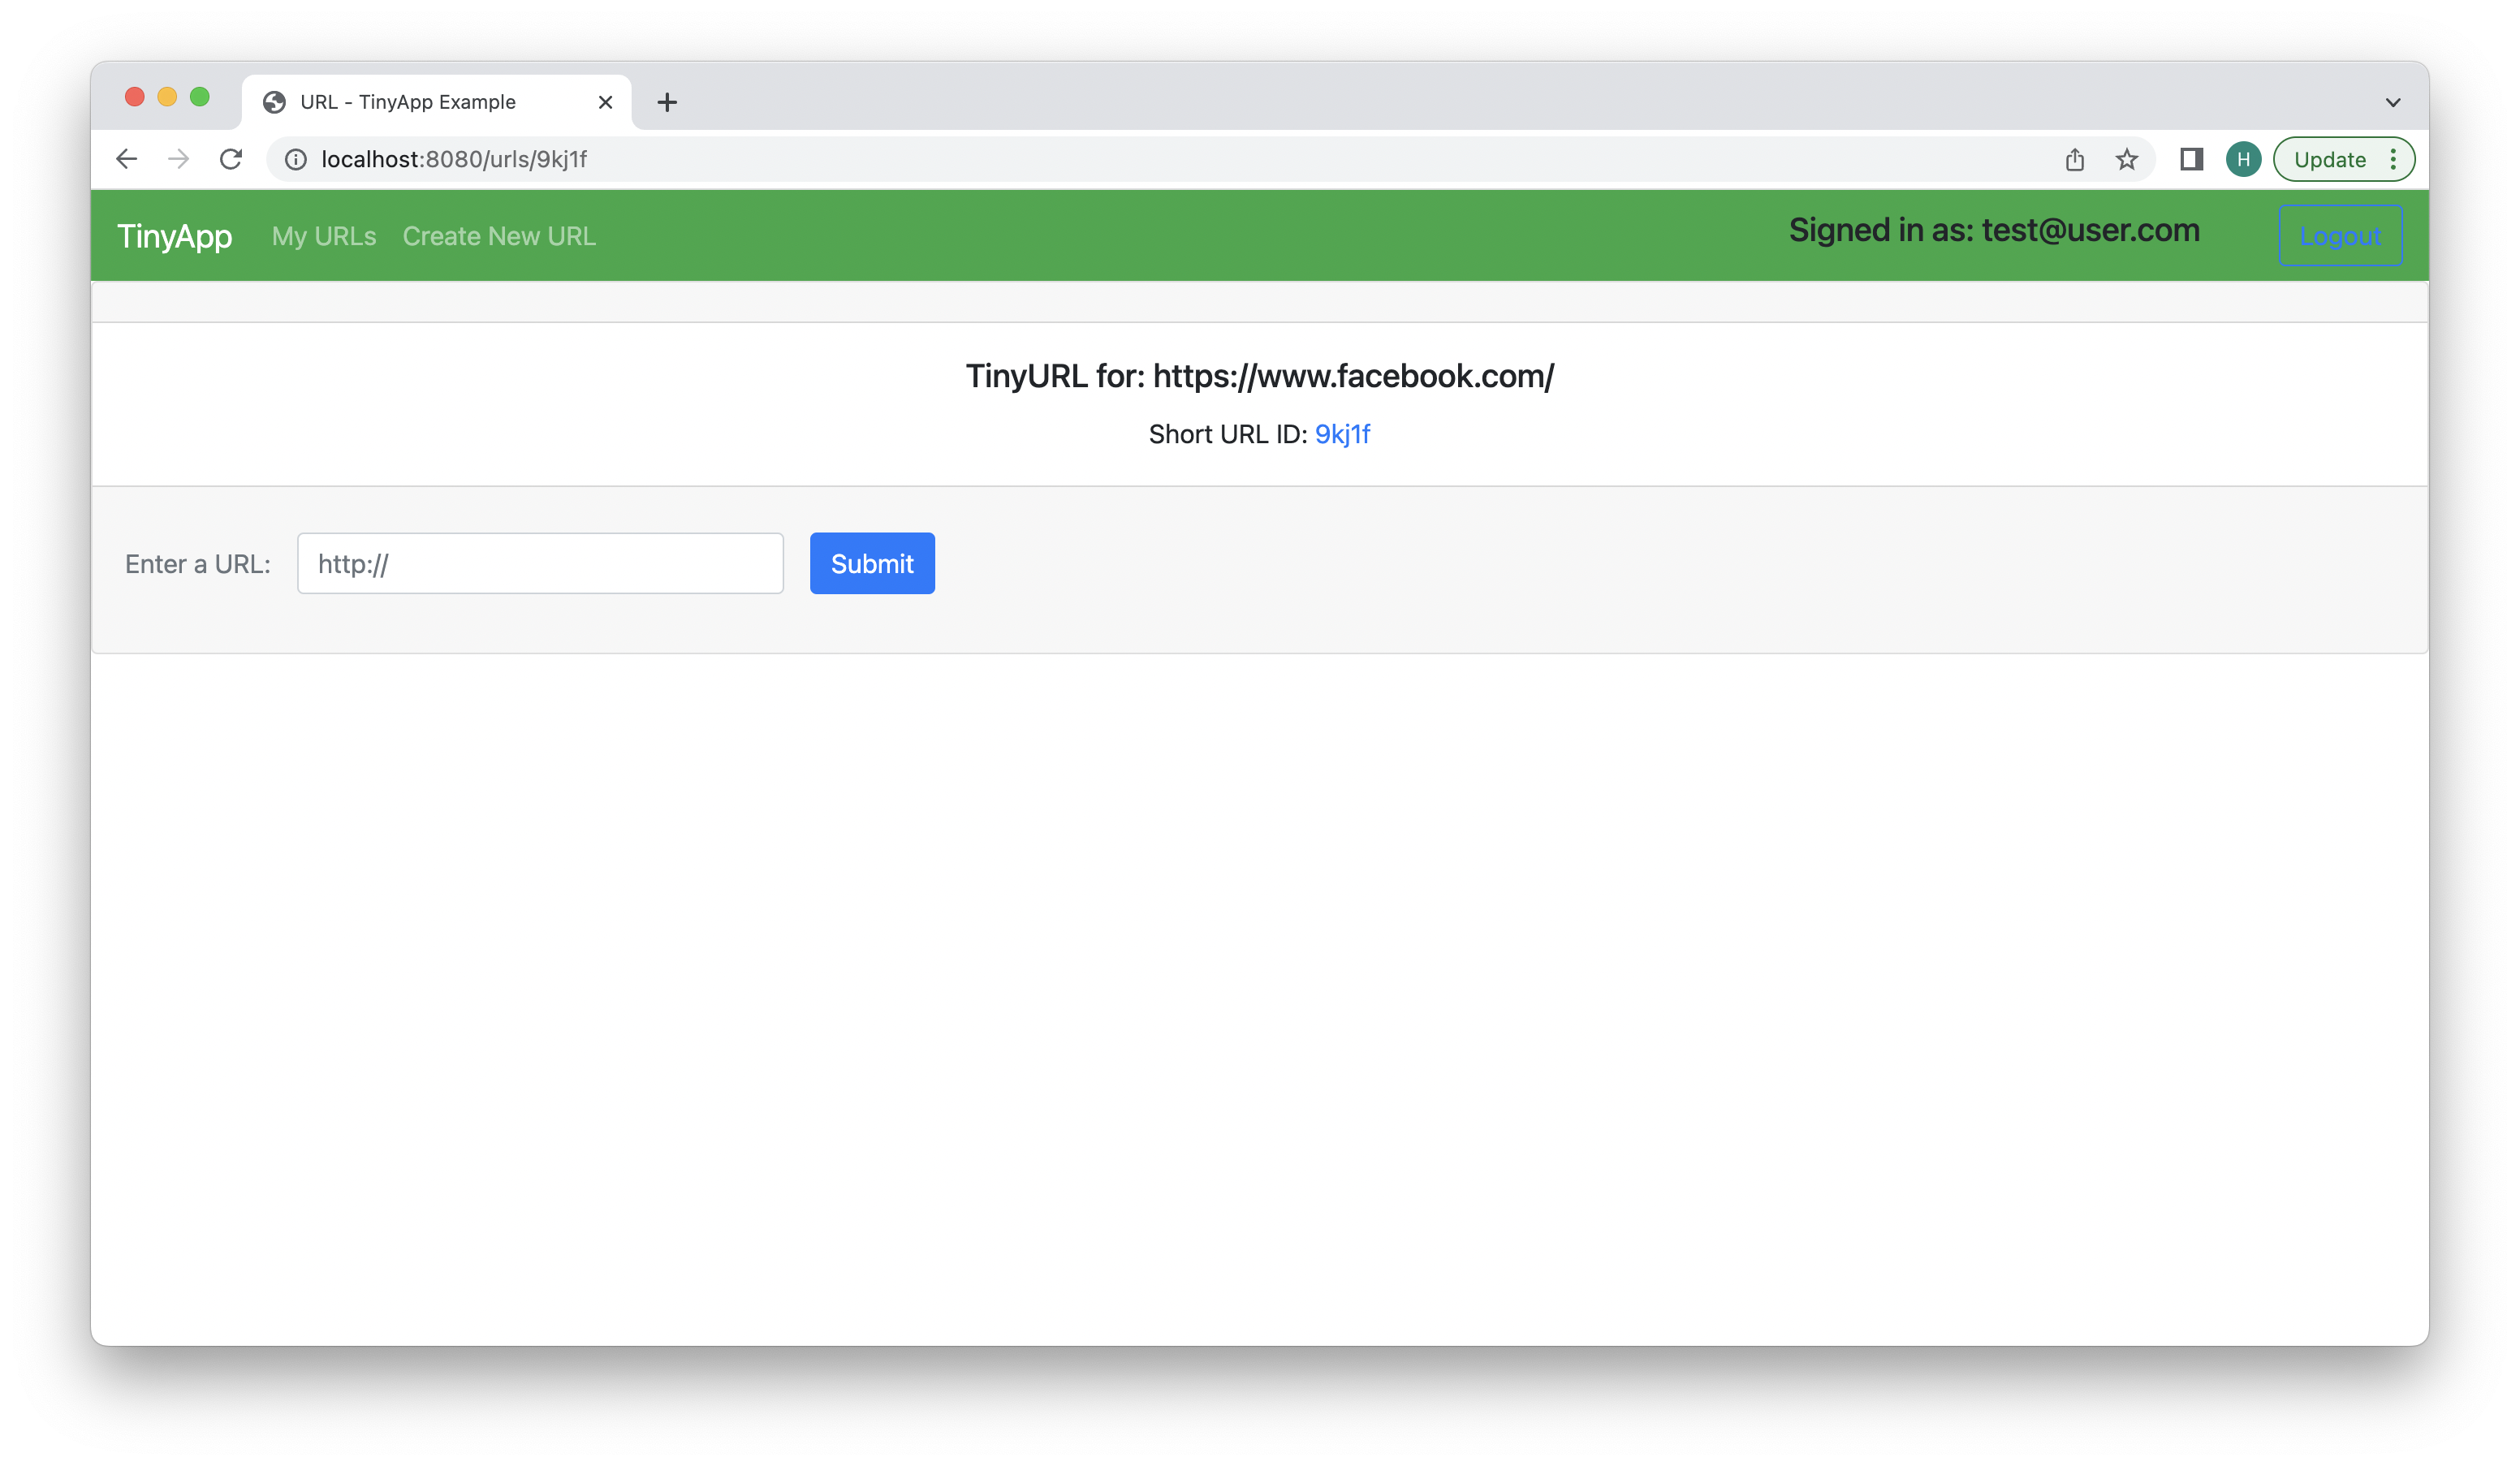 URL - TinyApp Example
localhost:8080/urls/9kj1f
H
Update
TinyApp My URLs Create New URL Signed in as: test@user.com Logout
TinyURL for: https://www.facebook.com/
Short URL ID: 9kj1f
Enter a URL: http:// Submit